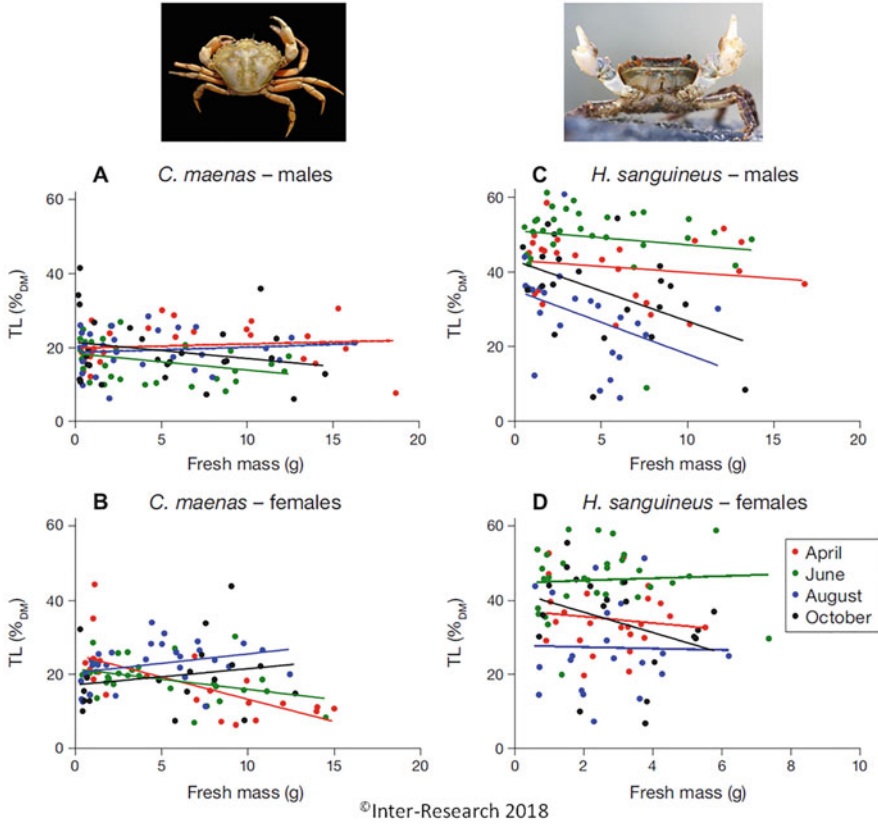 A C. maenas – males
TL (%DM)
60
40
20
0
0 5 10 15 20
Fresh mass (g)
C H. sanguineus – males
TL (%DM)
60
40
20
0
0 5 10 15 20
Fresh mass (g)
B C. maenas – females
TL (%DM)
60
40
20
0
0 5 10 15 20
Fresh mass (g)
D H. sanguineus – females
TL (%DM)
60
40
20
0
0 2 4 6 8 10
Fresh mass (g)
April
June
August
October
©Inter-Research 2018